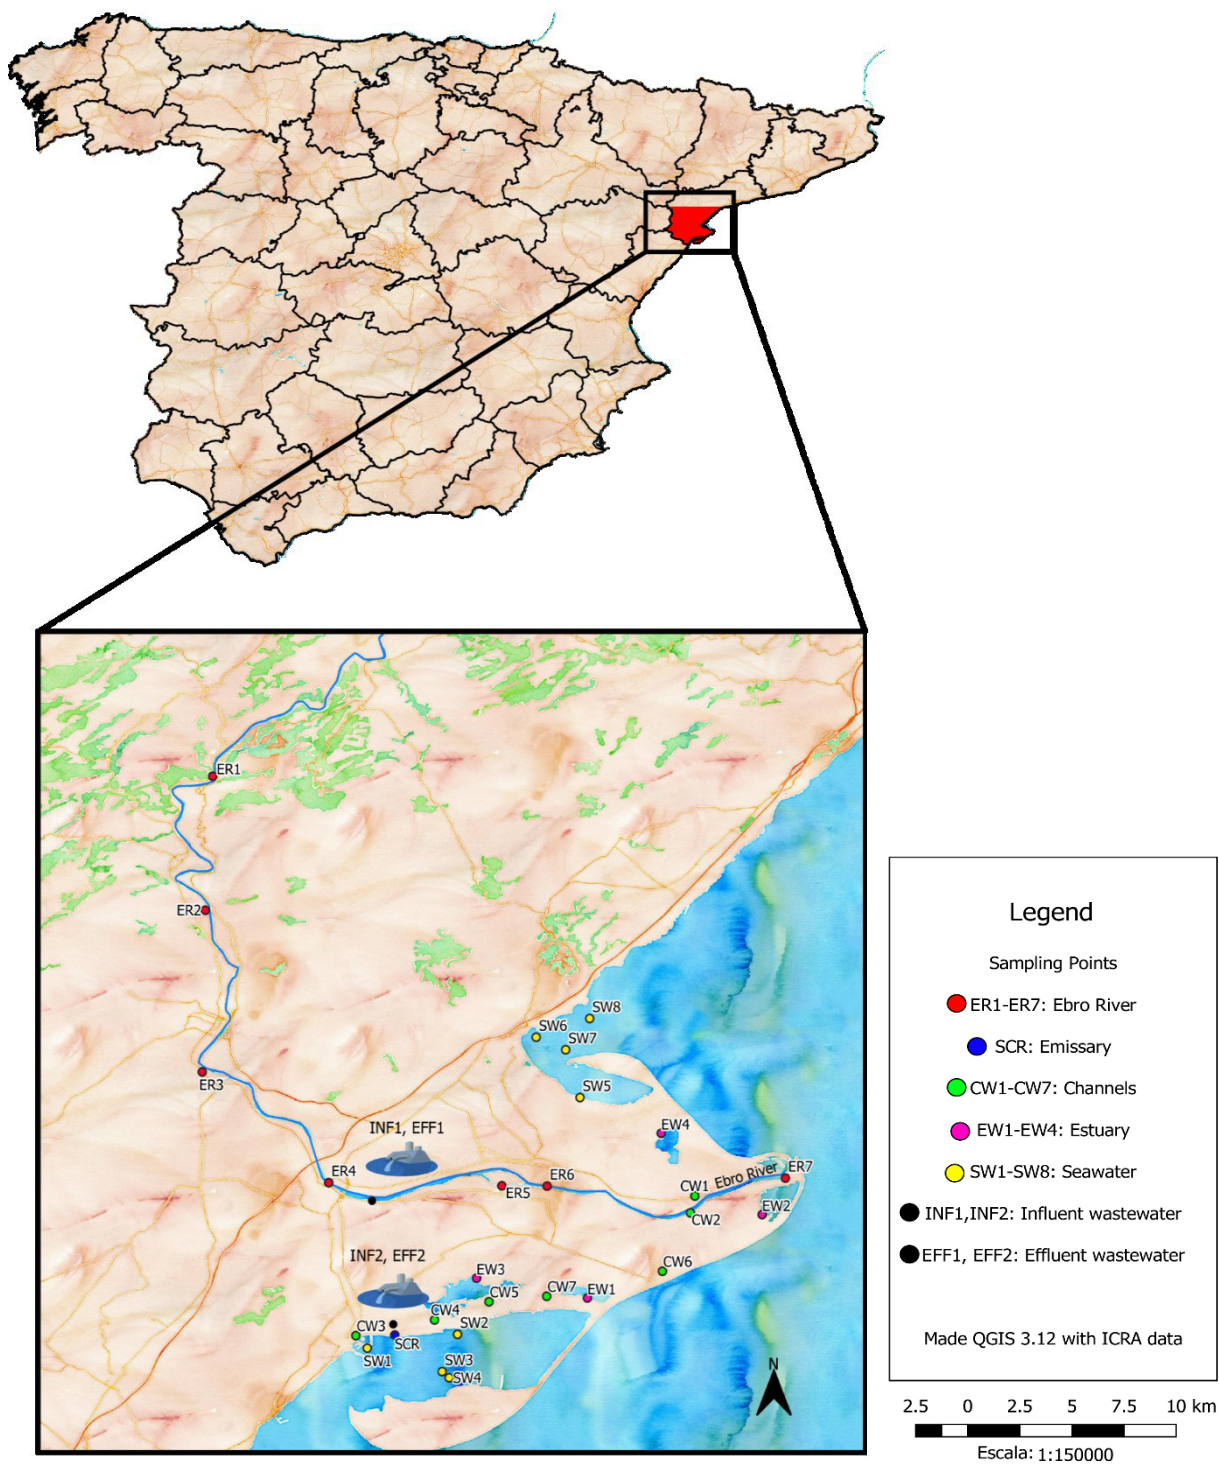 ER1
ER2
ER3
SW8
SW6
SW7
SW5
INF1, EFF1
EW4
ER4
ER5
ER6
CW1
Ebro River
ER7
CW2
EW2
INF2, EFF2
EW3
CW6
CW5
CW7
EW1
CW4
CW3
SCR
SW2
SW1
SW3
SW4
N
Legend
Sampling Points
ER1-ER7: Ebro River
SCR: Emissary
CW1-CW7: Channels
EW1-EW4: Estuary
SW1-SW8: Seawater
INF1,INF2: Influent wastewater
EFF1, EFF2: Effluent wastewater
Made QGIS 3.12 with ICRA data
2.5 0 2.5 5 7.5 10 km
Escala: 1:150000